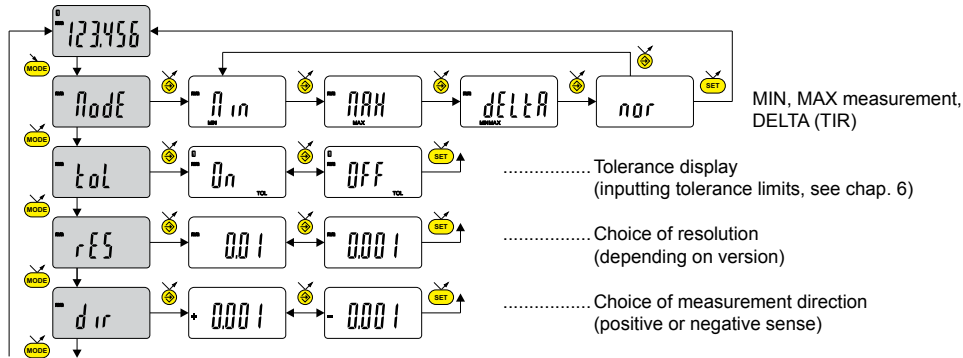 123.456
MODE
ModE
M in
MIN
MAX
MAX
dELtA
MINMAX
nor
SET
MIN, MAX measurement,
DELTA (TIR)
MODE
tol
On
TOL
OFF
TOL
SET
................ Tolerance display
(inputting tolerance limits, see chap. 6)
MODE
rES
0.01
0.001
SET
................ Choice of resolution
(depending on version)
MODE
dir
+ 0.001
- 0.001
SET
................ Choice of measurement direction
(positive or negative sense)
MODE